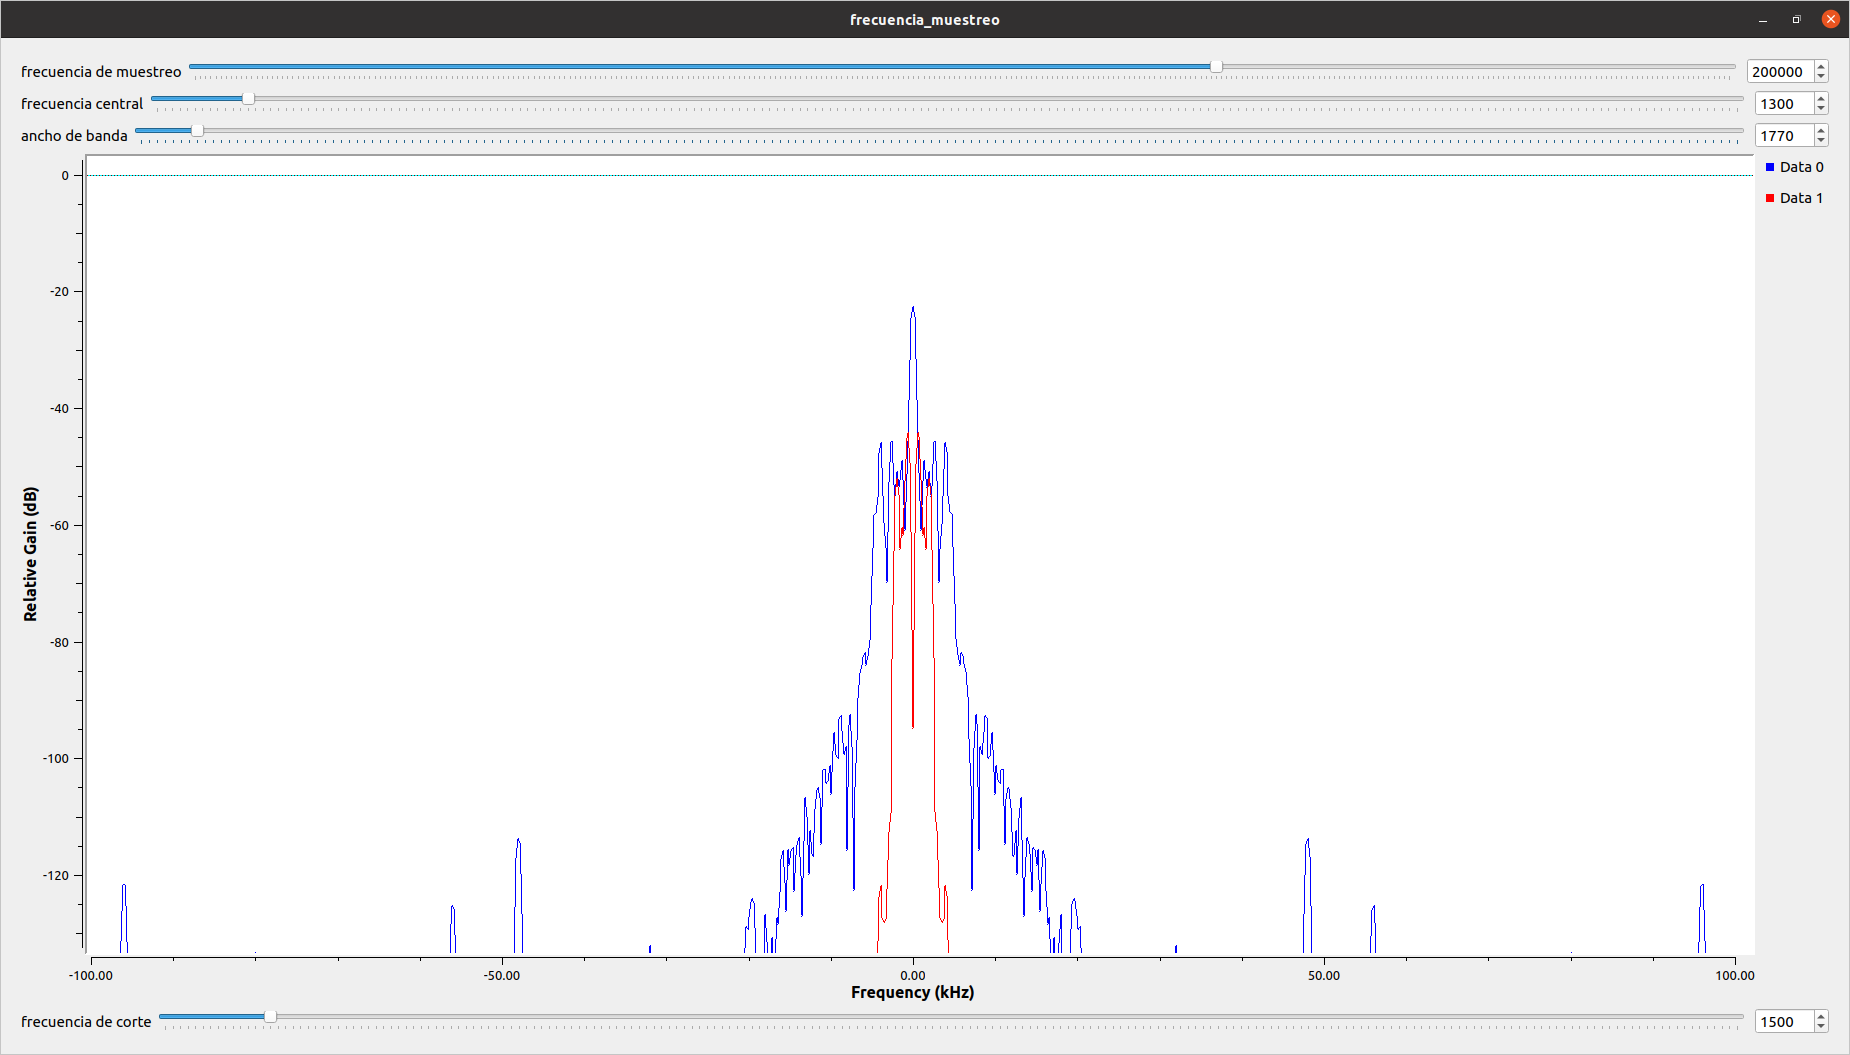 frecuencia_muestreo
frecuencia de muestreo 200000
frecuencia central 1300
ancho de banda 1770
Data 0
Data 1
0
-20
-40
-60
-80
-100
-120
Relative Gain (dB)
-100.00 -50.00 0.00 50.00 100.00
Frequency (kHz)
frecuencia de corte 1500